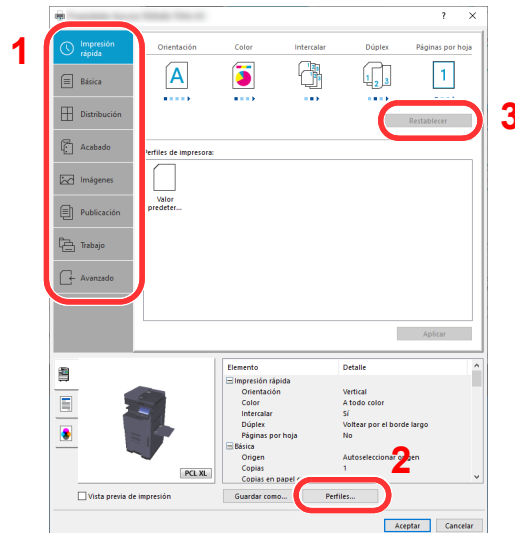 ? ×
1
Impresión rápida
Básica
Distribución
Acabado
Imágenes
Publicación
Trabajo
Avanzado
Orientación Color Intercalar Dúplex Páginas por hoja
A 1 2 3 1
Restablecer
3
Perfiles de impresora:
Valor
predeter...
Aplicar
Elemento Detalle
Impresión rápida
Orientación Vertical
Color A todo color
Intercalar Sí
Dúplex Voltear por el borde largo
Páginas por hoja No
Básica
Origen Autoseleccionar origen
Copias 1
2
PCL XL
Vista previa de impresión
Guardar como... Perfiles...
Aceptar Cancelar